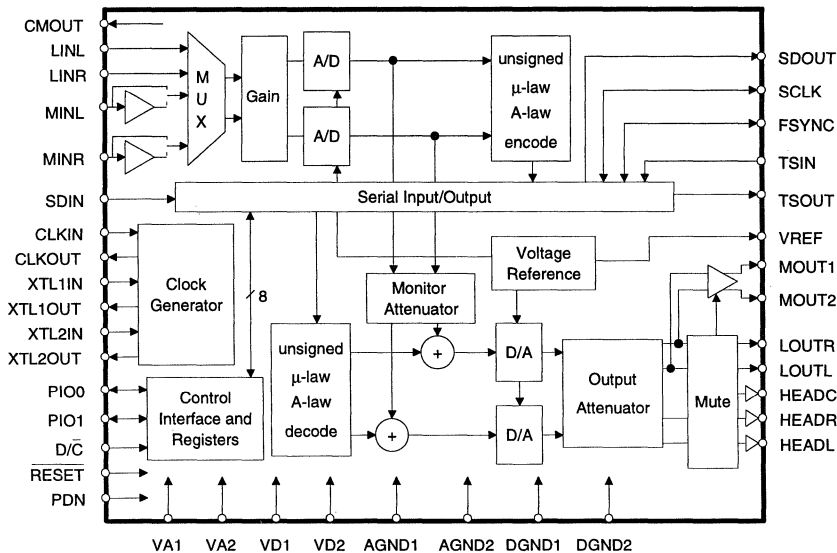 CMOUT
LINL
LINR
MINL
MINR
SDIN
CLKIN
CLKOUT
XTL1IN
XTL1OUT
XTL2IN
XTL2OUT
PIO0
PIO1
D/C̅
RESET
PDN
M
U
X
Gain
A/D
A/D
unsigned
μ-law
A-law
encode
Serial Input/Output
Clock
Generator
8
Monitor
Attenuator
Voltage
Reference
unsigned
μ-law
A-law
decode
+
+
D/A
D/A
Output
Attenuator
Mute
Control
Interface and
Registers
SDOUT
SCLK
FSYNC
TSIN
TSOUT
VREF
MOUT1
MOUT2
LOUTR
LOUTL
HEADC
HEADR
HEADL
VA1 VA2 VD1 VD2 AGND1 AGND2 DGND1 DGND2